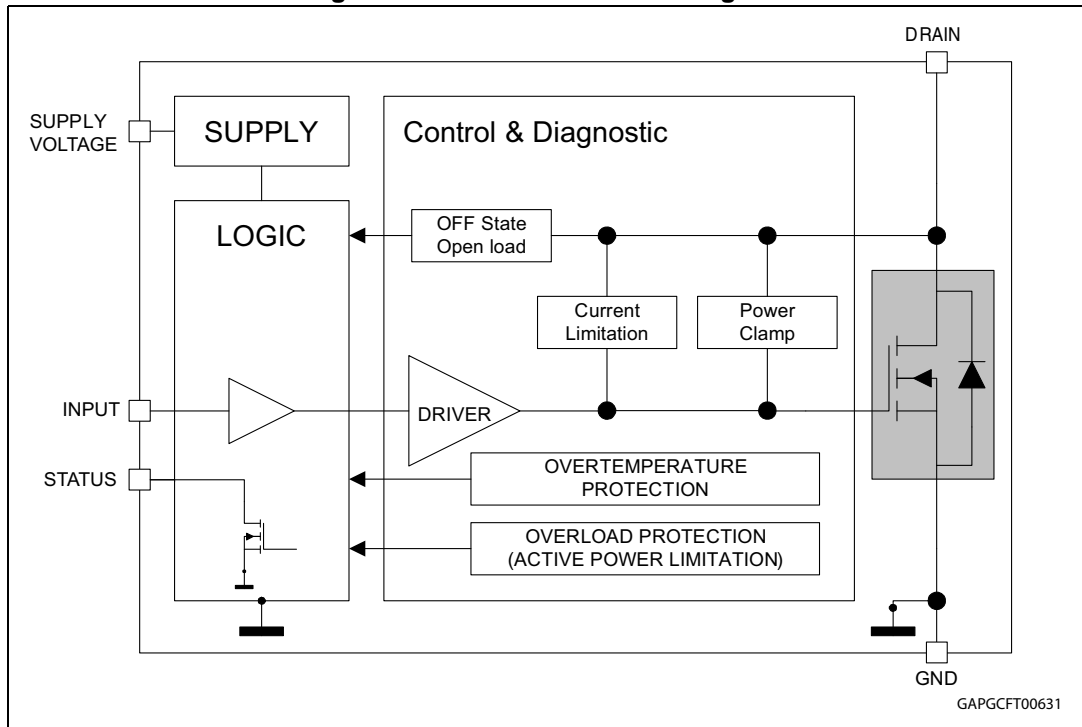 DRAIN
SUPPLY
VOLTAGE
SUPPLY
Control & Diagnostic
LOGIC
OFF State
Open load
Current
Limitation
Power
Clamp
INPUT
DRIVER
STATUS
OVERTEMPERATURE
PROTECTION
OVERLOAD PROTECTION
(ACTIVE POWER LIMITATION)
GND
GAPGCFT00631